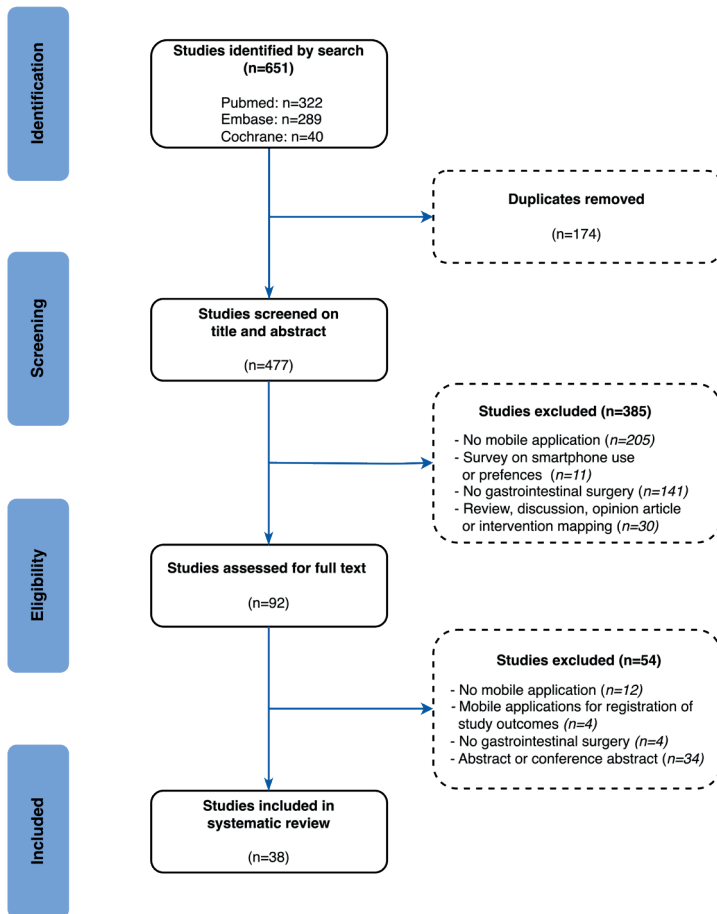 Identification
Studies identified by search
(n=651)
Pubmed: n=322
Embase: n=289
Cochrane: n=40
Duplicates removed
(n=174)
Screening
Studies screened on
title and abstract
(n=477)
Studies excluded (n=385)
- No mobile application (n=205)
- Survey on smartphone use
or prefences (n=11)
- No gastrointestinal surgery (n=141)
- Review, discussion, opinion article
or intervention mapping (n=30)
Eligibility
Studies assessed for full text
(n=92)
Studies excluded (n=54)
- No mobile application (n=12)
- Mobile applications for registration of
study outcomes (n=4)
- No gastrointestinal surgery (n=4)
- Abstract or conference abstract (n=34)
Included
Studies included in
systematic review
(n=38)